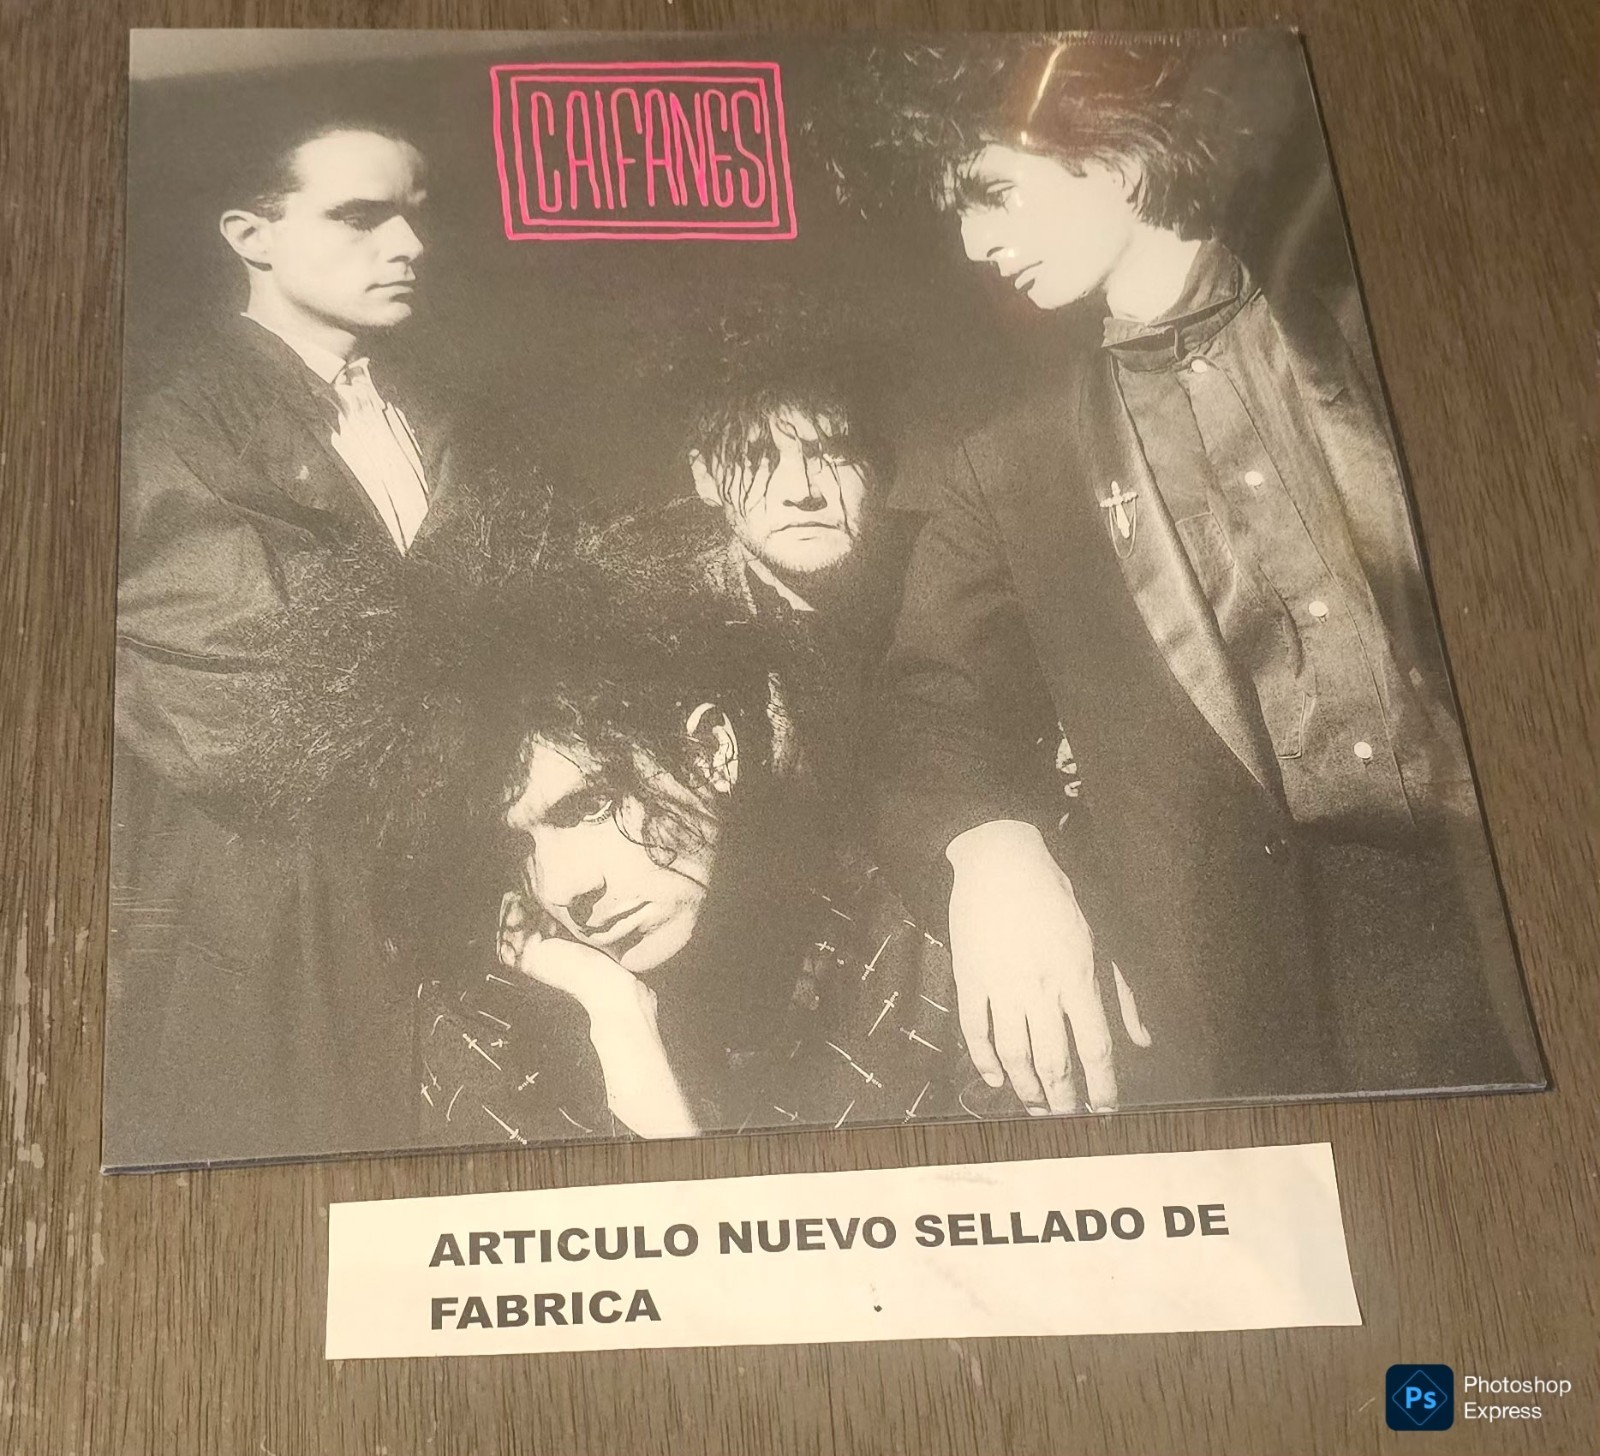 CAIFANES
ARTICULO NUEVO SELLADO DE
FABRICA
Ps
Photoshop
Express